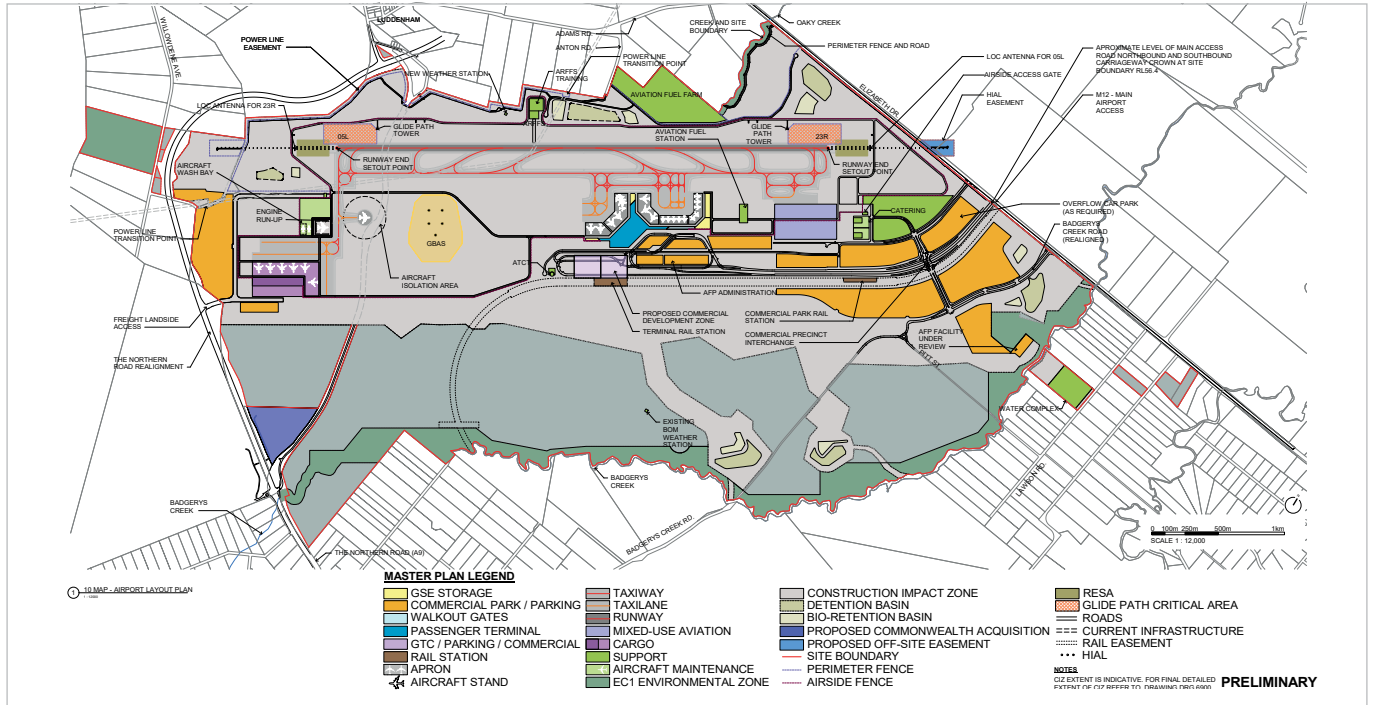 LUDDENHAM
WILLOWDENE AVE
POWER LINE
EASEMENT
ADAMS RD.
ANTON RD.
CREEK AND SITE
BOUNDARY
OAKY CREEK
PERIMETER FENCE AND ROAD
POWER LINE
TRANSITION POINT
NEW WEATHER STATION
ARFFS
TRAINING
ARFFS
AVIATION FUEL FARM
LOC ANTENNA FOR 05L
AIRSIDE ACCESS GATE
HIAL
EASEMENT
APROXIMATE LEVEL OF MAIN ACCESS
ROAD NORTHBOUND AND SOUTHBOUND
CARRIAGEWAY CROWN AT SITE
BOUNDARY RL56.4
M12 - MAIN
AIRPORT
ACCESS
ELIZABETH DR.
LOC ANTENNA FOR 23R
05L
GLIDE PATH
TOWER
AVIATION FUEL
STATION
GLIDE
PATH
TOWER
23R
AIRCRAFT
WASH BAY
RUNWAY END
SETOUT POINT
RUNWAY END
SETOUT POINT
ENGINE
RUN-UP
GBAS
CATERING
OVERFLOW CAR PARK
(AS REQUIRED)
BADGERYS
CREEK ROAD
(REALIGNED )
POWER LINE
TRANSITION POINT
AIRCRAFT
ISOLATION AREA
ATCT
AFP ADMINISTRATION
FREIGHT LANDSIDE
ACCESS
PROPOSED COMMERCIAL
DEVELOPMENT ZONE
TERMINAL RAIL STATION
COMMERCIAL PARK RAIL
STATION
COMMERCIAL PRECINCT
INTERCHANGE
AFP FACILITY
UNDER
REVIEW
PITT ST
THE NORTHERN
ROAD REALIGNMENT
WATER COMPLEX
EXISTING
BOM
WEATHER
STATION
BADGERYS
CREEK
BADGERYS
CREEK
LAWSON RD.
BADGERYS CREEK RD.
THE NORTHERN ROAD (A9)
0 100m 250m 500m 1km
SCALE 1 : 12,000
1 10 MAP - AIRPORT LAYOUT PLAN
MASTER PLAN LEGEND
GSE STORAGE
COMMERCIAL PARK / PARKING
WALKOUT GATES
PASSENGER TERMINAL
GTC / PARKING / COMMERCIAL
RAIL STATION
APRON
AIRCRAFT STAND
TAXIWAY
TAXILANE
RUNWAY
MIXED-USE AVIATION
CARGO
SUPPORT
AIRCRAFT MAINTENANCE
EC1 ENVIRONMENTAL ZONE
CONSTRUCTION IMPACT ZONE
DETENTION BASIN
BIO-RETENTION BASIN
PROPOSED COMMONWEALTH ACQUISITION
PROPOSED OFF-SITE EASEMENT
SITE BOUNDARY
PERIMETER FENCE
AIRSIDE FENCE
RESA
GLIDE PATH CRITICAL AREA
ROADS
CURRENT INFRASTRUCTURE
RAIL EASEMENT
HIAL
NOTES
CIZ EXTENT IS INDICATIVE. FOR FINAL DETAILED
EXTENT OF CIZ REFER TO DRAWING DRG 6900
PRELIMINARY